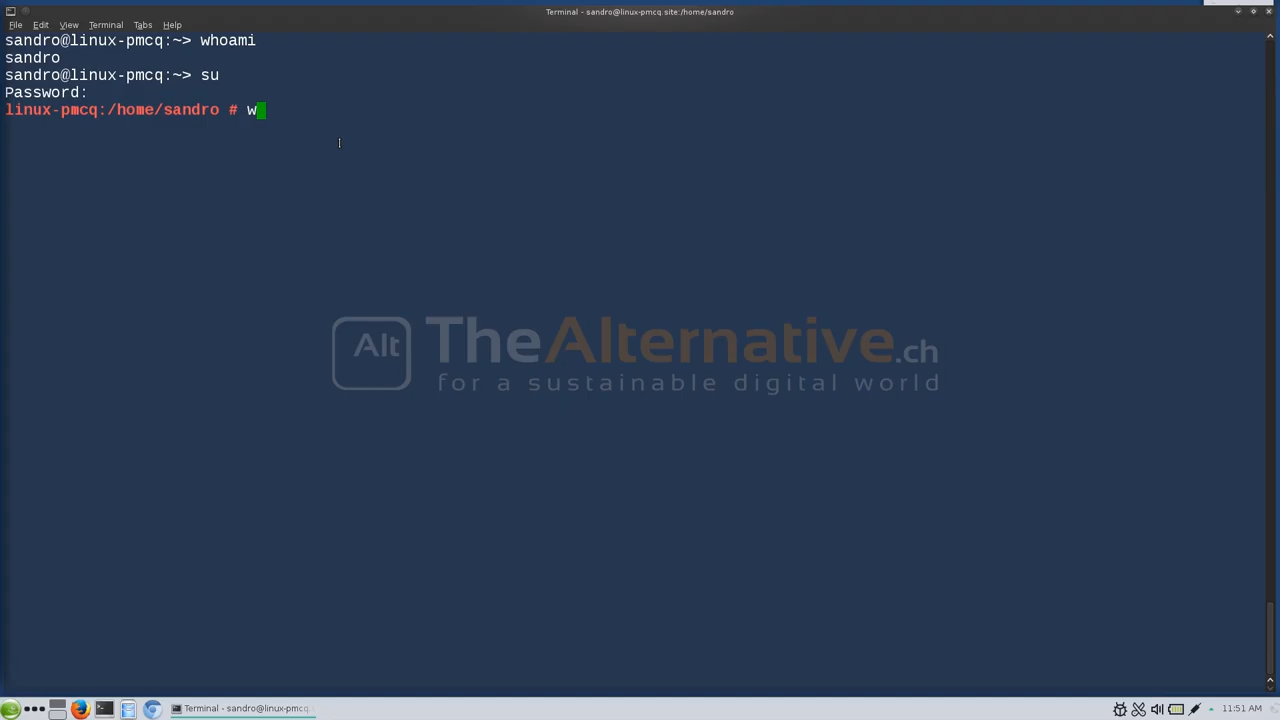 Terminal - sandro@linux-pmcq.site:/home/sandro
File Edit View Terminal Tabs Help
sandro@linux-pmcq:~> whoami
sandro
sandro@linux-pmcq:~> su
Password:
linux-pmcq:/home/sandro # w
Alt TheAlternative.ch
for a sustainable digital world
Terminal - sandro@linux-pmcq.
11:51 AM